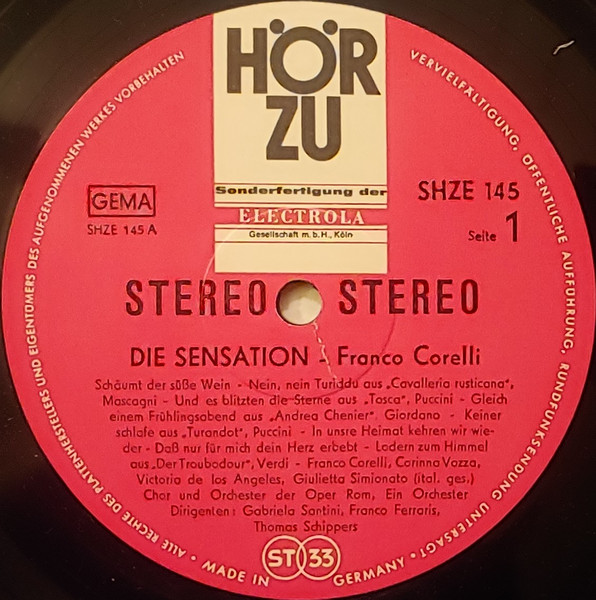 HÖR
ZU
Sonderfertigung der
ELECTROLA
Gesellschaft m. b. H., Köln
GEMA
SHZE 145 A
SHZE 145
Seite 1
STEREO STEREO
DIE SENSATION - Franco Corelli
Schäumt der süße Wein - Nein, nein Turiddu aus „Cavalleria rusticana",
Mascagni - Und es blitzten die Sterne aus „Tosca", Puccini - Gleich
einem Frühlingsabend aus „Andrea Chenier". Giordano - Keiner
schlafe aus „Turandot", Puccini - In unsre Heimat kehren wir wie-
der - Daß nur für mich dein Herz erbebt - Lodern zum Himmel
aus „Der Troubadour", Verdi - Franco Corelli, Corinna Vozza,
Victoria de los Angeles, Giulietta Simionato (ital. ges.)
Chor und Orchester der Oper Rom, Ein Orchester
Dirigenten: Gabriela Santini, Franco Ferraris,
Thomas Schippers
ST 33
MADE IN GERMANY • ALLE RECHTE DES PLATTENHERSTELLERS UND EIGENTÜMERS DES AUFGENOMMENEN WERKES VORBEHALTEN
VERVIELFÄLTIGUNG, ÖFFENTLICHE AUFFÜHRUNG, RUNDFUNKSENDUNG UNTERSAGT •